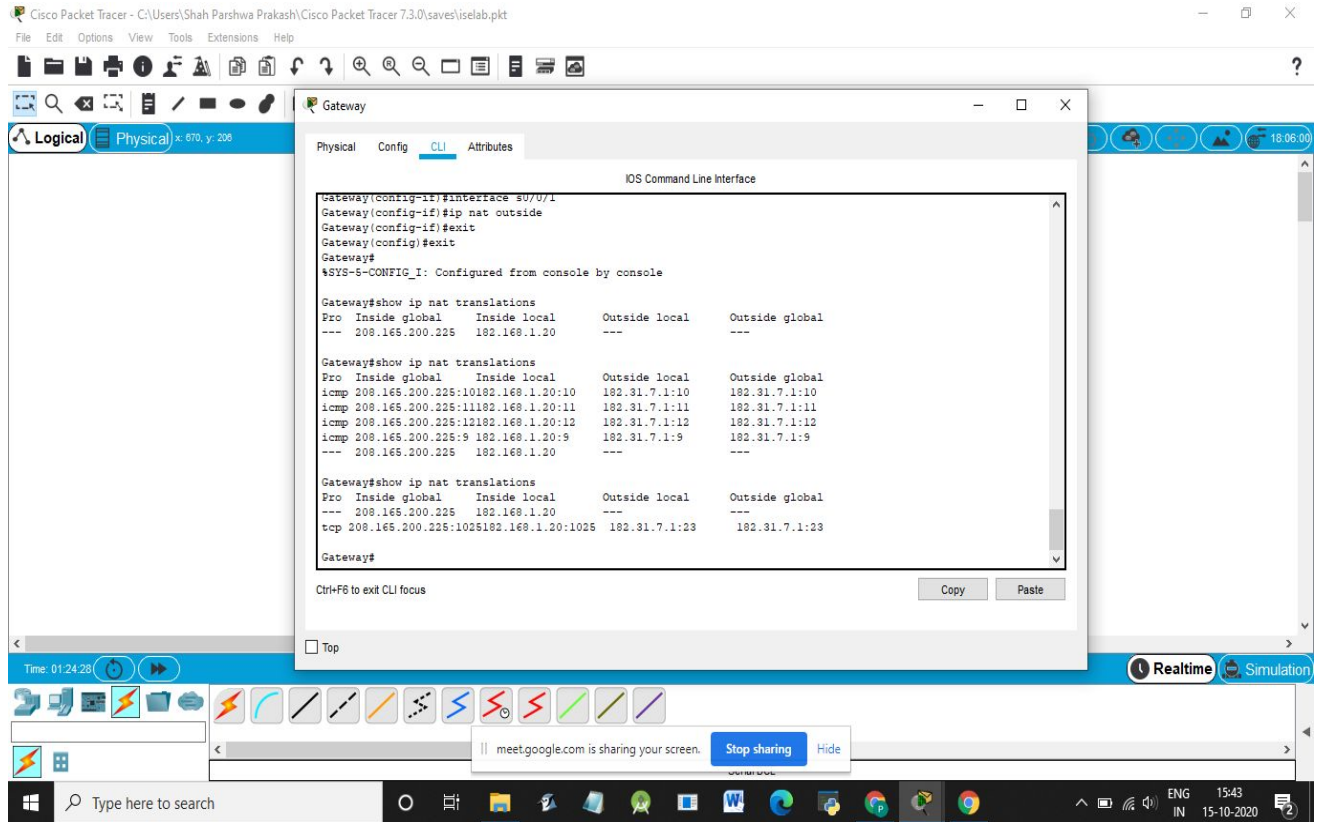 Cisco Packet Tracer - C:\Users\Shah Parshwa Prakash\Cisco Packet Tracer 7.3.0\saves\iselab.pkt
File Edit Options View Tools Extensions Help
?
Gateway
Logical
Physical
x: 670, y: 206
18:06:00
Physical Config CLI Attributes
IOS Command Line Interface
Gateway(config-if)#interface s0/0/1
Gateway(config-if)#ip nat outside
Gateway(config-if)#exit
Gateway(config)#exit
Gateway#
%SYS-5-CONFIG_I: Configured from console by console
Gateway#show ip nat translations
Pro Inside global Inside local Outside local Outside global
--- 208.165.200.225 182.168.1.20 --- ---
Gateway#show ip nat translations
Pro Inside global Inside local Outside local Outside global
icmp 208.165.200.225:10182.168.1.20:10 182.31.7.1:10 182.31.7.1:10
icmp 208.165.200.225:11182.168.1.20:11 182.31.7.1:11 182.31.7.1:11
icmp 208.165.200.225:12182.168.1.20:12 182.31.7.1:12 182.31.7.1:12
icmp 208.165.200.225:9 182.168.1.20:9 182.31.7.1:9 182.31.7.1:9
--- 208.165.200.225 182.168.1.20 --- ---
Gateway#show ip nat translations
Pro Inside global Inside local Outside local Outside global
--- 208.165.200.225 182.168.1.20 --- ---
tcp 208.165.200.225:1025182.168.1.20:1025 182.31.7.1:23 182.31.7.1:23
Gateway#
Ctrl+F6 to exit CLI focus
Copy
Paste
Top
Time: 01:24:28
Realtime
Simulation
meet.google.com is sharing your screen.
Stop sharing
Hide
Type here to search
ENG
IN
15:43
15-10-2020
2